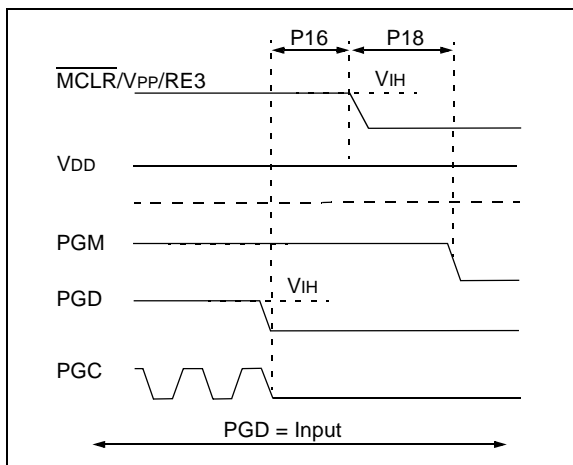 P16 P18
MCLR/VPP/RE3 VIH
VDD
PGM
PGD VIH
PGC
PGD = Input